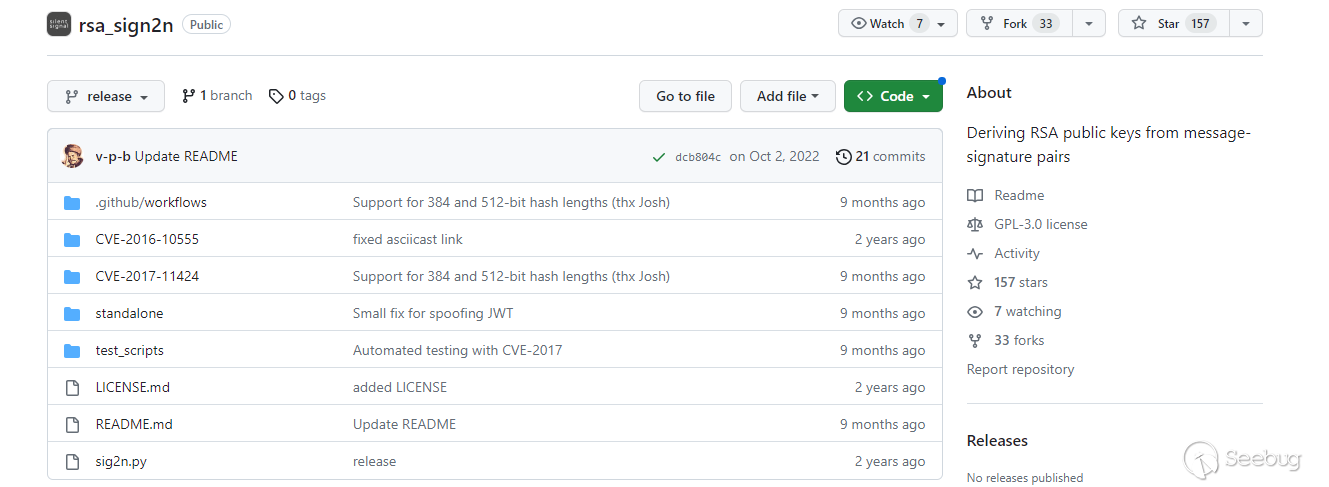 silent signal
rsa_sign2n Public
Watch 7
Fork 33
Star 157
release
1 branch
0 tags
Go to file
Add file
<> Code
v-p-b Update README
dcb804c on Oct 2, 2022
21 commits
.github/workflows Support for 384 and 512-bit hash lengths (thx Josh) 9 months ago
CVE-2016-10555 fixed asciicast link 2 years ago
CVE-2017-11424 Support for 384 and 512-bit hash lengths (thx Josh) 9 months ago
standalone Small fix for spoofing JWT 9 months ago
test_scripts Automated testing with CVE-2017 9 months ago
LICENSE.md added LICENSE 2 years ago
README.md Update README 9 months ago
sig2n.py release 2 years ago
About
Deriving RSA public keys from message-
signature pairs
Readme
GPL-3.0 license
Activity
157 stars
7 watching
33 forks
Report repository
Releases
No releases published
Seebug